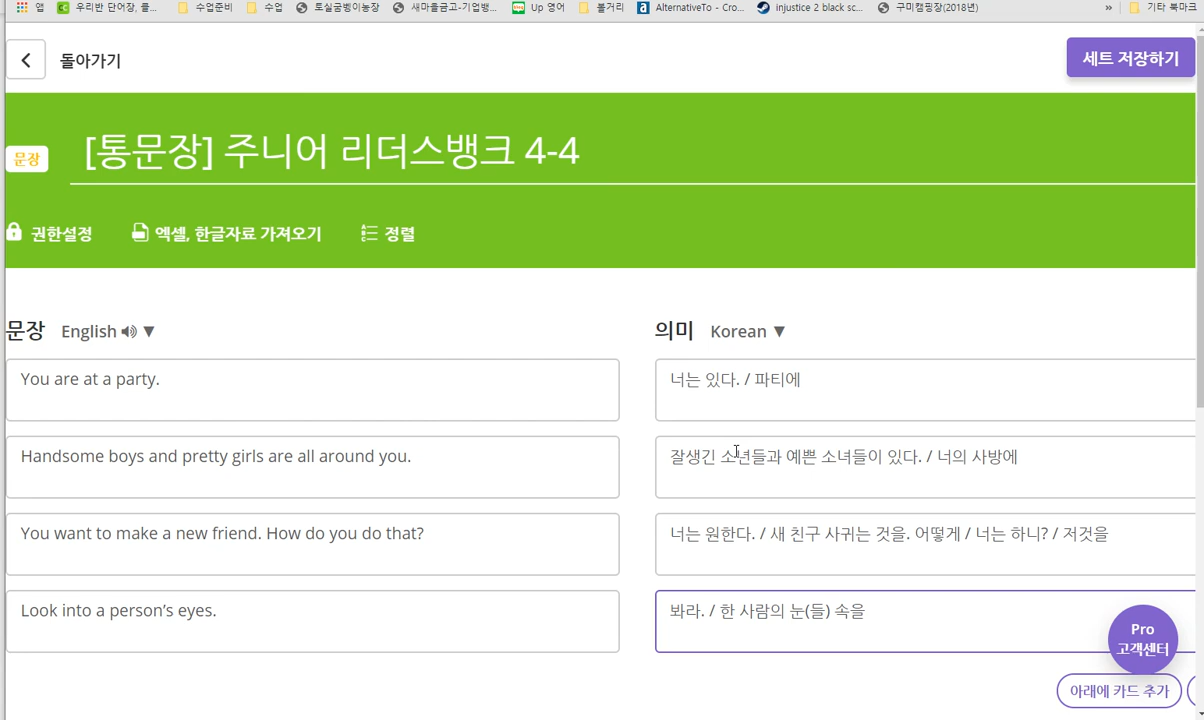 앱 우리반 단어장, 클... 수업준비 수업 토실굼벵이농장 새마을금고-기업뱅... Up 영어 볼거리 AlternativeTo - Cro... injustice 2 black sc... 구미캠핑장(2018년) » 기타 북마크
돌아가기 세트 저장하기
문장 [통문장] 주니어 리더스뱅크 4-4
권한설정 엑셀, 한글자료 가져오기 정렬
문장 English ▼ 의미 Korean ▼
You are at a party. 너는 있다. / 파티에
Handsome boys and pretty girls are all around you. 잘생긴 소년들과 예쁜 소녀들이 있다. / 너의 사방에
You want to make a new friend. How do you do that? 너는 원한다. / 새 친구 사귀는 것을. 어떻게 / 너는 하니? / 저것을
Look into a person’s eyes. 봐라. / 한 사람의 눈(들) 속을
Pro
고객센터
아래에 카드 추가